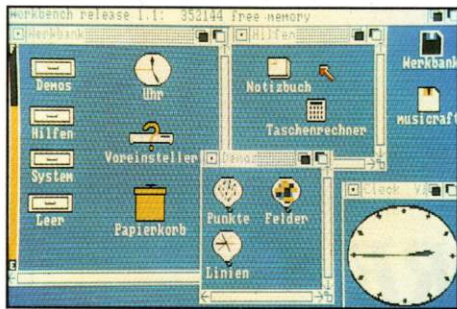 Workbench release 1.1: 352144 free memory
Werkbank
Demos
Uhr
Hilfen
Voreinsteller
System
Leer
Papierkorb
Hilfen
Notizbuch
Taschenrechner
Werkbank
musicraft
Demos
Punkte
Felder
Linien
Clock